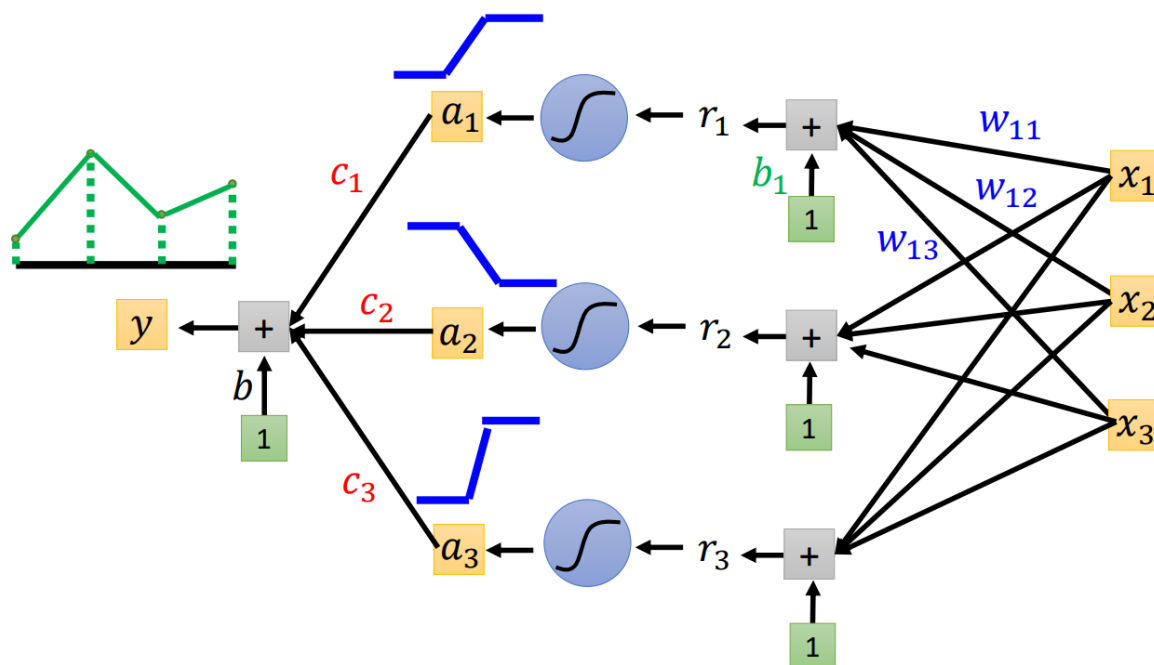 a₁ r₁ + w₁₁
c₁ b₁ x₁
1 w₁₂
w₁₃
y + c₂ a₂ r₂ + x₂
b
1 1
x₃
c₃
a₃ r₃ +
1